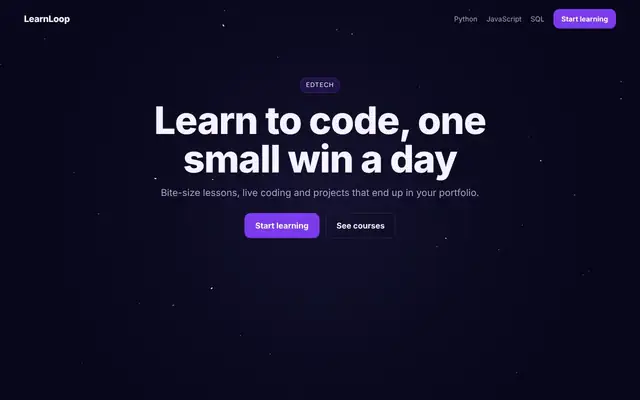 LearnLoop
Python JavaScript SQL Start learning
EDTECH
Learn to code, one
small win a day
Bite-size lessons, live coding and projects that end up in your portfolio.
Start learning See courses